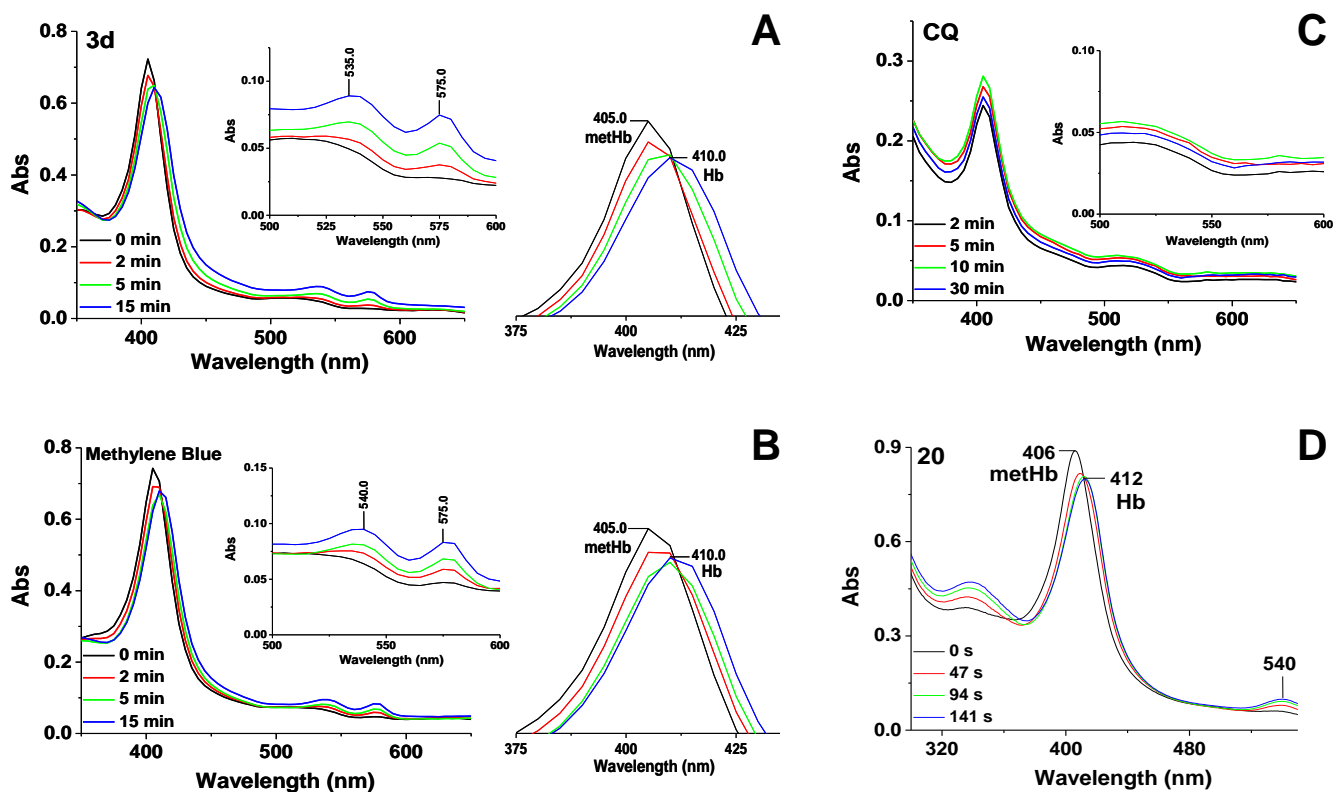 A
3d
0.8
0.6
0.4
0.2
0.0
Abs
400 500 600
Wavelength (nm)
0 min
2 min
5 min
15 min
0.10
0.05
0.00
Abs
500 525 550 575 600
Wavelength (nm)
535.0
575.0
405.0
metHb
410.0
Hb
375 400 425
Wavelength (nm)
C
CQ
0.3
0.2
0.1
0.0
Abs
400 500 600
Wavelength (nm)
2 min
5 min
10 min
30 min
0.10
0.05
0.00
Abs
500 550 600
Wavelength (nm)
B
Methylene Blue
0.8
0.6
0.4
0.2
0.0
Abs
400 500 600
Wavelength (nm)
0 min
2 min
5 min
15 min
0.15
0.10
0.05
0.00
Abs
500 550 600
Wavelength (nm)
540.0
575.0
405.0
metHb
410.0
Hb
375 400 425
Wavelength (nm)
D
20
0.9
0.6
0.3
0.0
Abs
320 400 480
Wavelength (nm)
0 s
47 s
94 s
141 s
406
metHb
412
Hb
540